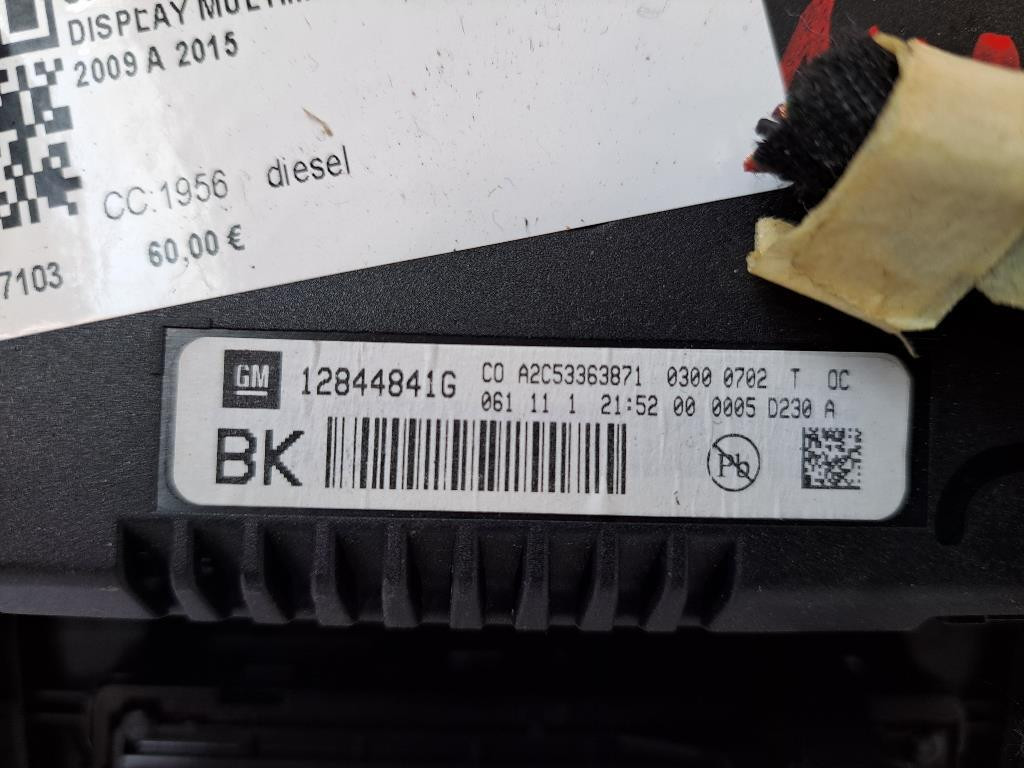 DISPLAY
2009 A 2015
CC:1956 diesel
60,00 €
7103
GM 12844841G CO A2C53363871 0300 0702 T OC
061 11 1 21:52 00 0005 D230 A
BK
Pb